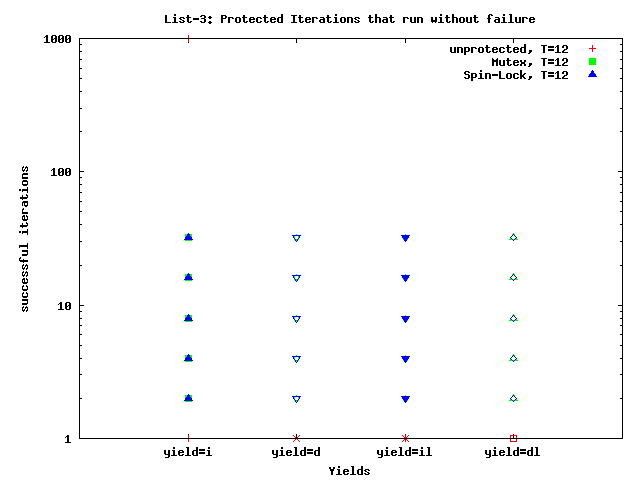 List-3: Protected Iterations that run without failure
1000
unprotected, T=12
Mutex, T=12
Spin-Lock, T=12
100
successful iterations
10
1
yield=i yield=d yield=il yield=dl
Yields